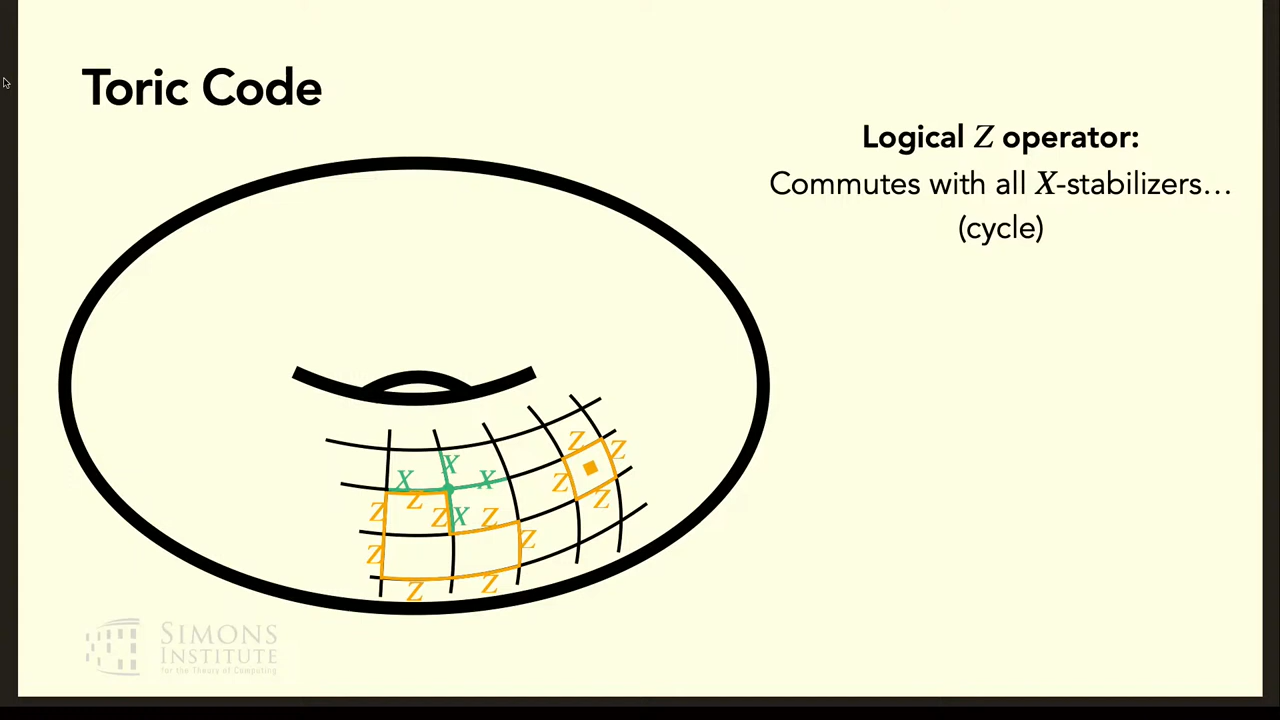 Toric Code
Logical Z operator:
Commutes with all X-stabilizers…
(cycle)
Z
Z
X
X
X
Z
Z
Z
Z
Z
X
Z
Z
Z
Z
Z
Z
SIMONS
INSTITUTE
for the Theory of Computing